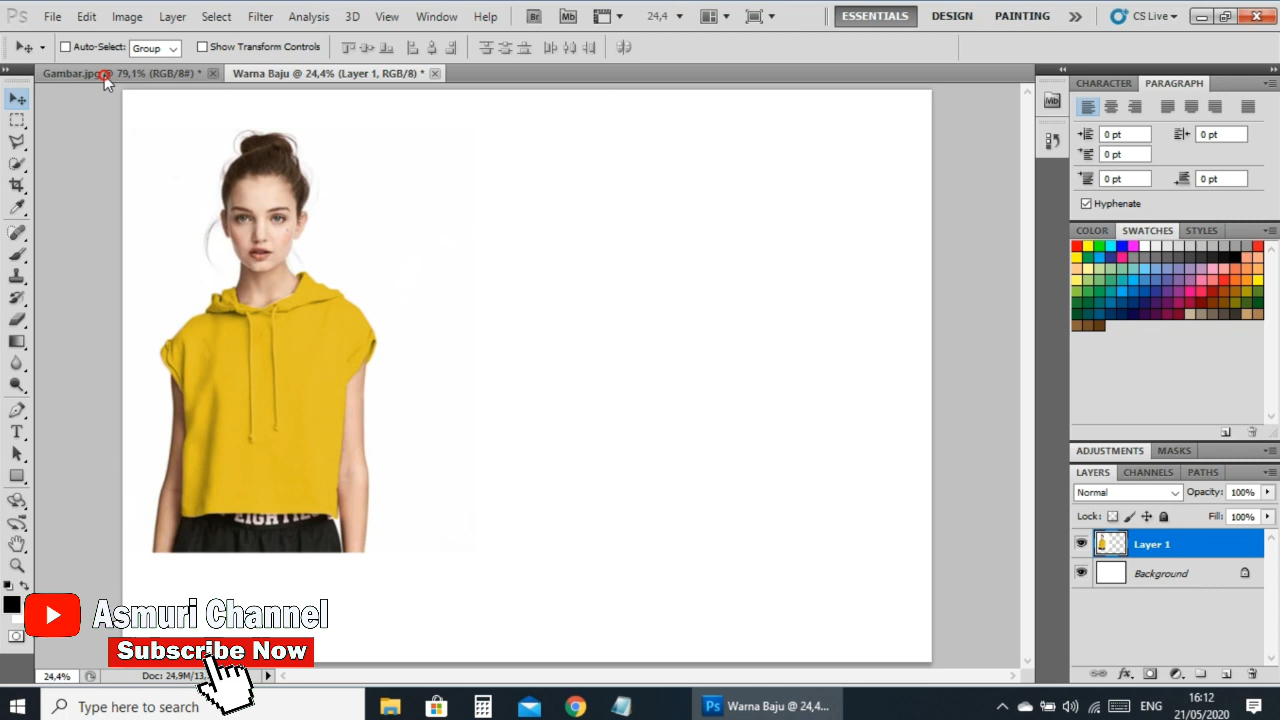 Ps File Edit Image Layer Select Filter Analysis 3D View Window Help Br Mb 24,4 ESSENTIALS DESIGN PAINTING CS Live
Auto-Select: Group Show Transform Controls
Gambar.jpg @ 79,1% (RGB/8#) * Warna Baju @ 24,4% (Layer 1, RGB/8) *
Mb
CHARACTER PARAGRAPH
0 pt 0 pt
0 pt
0 pt 0 pt
Hyphenate
COLOR SWATCHES STYLES
ADJUSTMENTS MASKS
LAYERS CHANNELS PATHS
Normal Opacity: 100%
Lock: Fill: 100%
Layer 1
Background
EIGHTIES
Asmuri Channel
Subscribe Now
24,4% Doc: 24,9M/13,
Type here to search Ps Warna Baju @ 24,4... ENG 16:12
21/05/2020